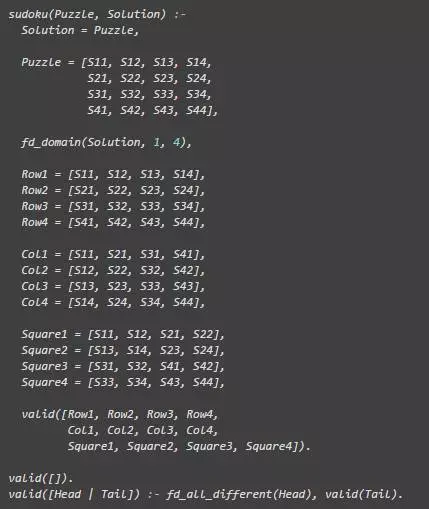 sudoku(Puzzle, Solution) :-
  Solution = Puzzle,

  Puzzle = [S11, S12, S13, S14,
            S21, S22, S23, S24,
            S31, S32, S33, S34,
            S41, S42, S43, S44],

  fd_domain(Solution, 1, 4),

  Row1 = [S11, S12, S13, S14],
  Row2 = [S21, S22, S23, S24],
  Row3 = [S31, S32, S33, S34],
  Row4 = [S41, S42, S43, S44],

  Col1 = [S11, S21, S31, S41],
  Col2 = [S12, S22, S32, S42],
  Col3 = [S13, S23, S33, S43],
  Col4 = [S14, S24, S34, S44],

  Square1 = [S11, S12, S21, S22],
  Square2 = [S13, S14, S23, S24],
  Square3 = [S31, S32, S41, S42],
  Square4 = [S33, S34, S43, S44],

  valid([Row1, Row2, Row3, Row4,
         Col1, Col2, Col3, Col4,
         Square1, Square2, Square3, Square4]).

valid([]).
valid([Head | Tail]) :- fd_all_different(Head), valid(Tail).